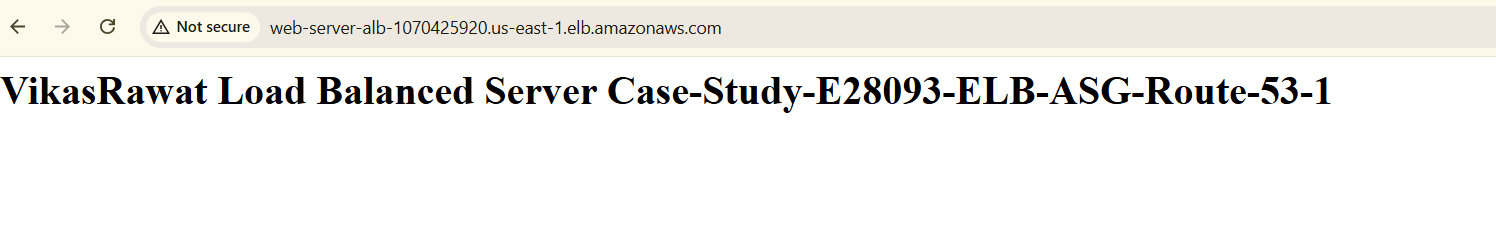 Not secure web-server-alb-1070425920.us-east-1.elb.amazonaws.com
VikasRawat Load Balanced Server Case-Study-E28093-ELB-ASG-Route-53-1